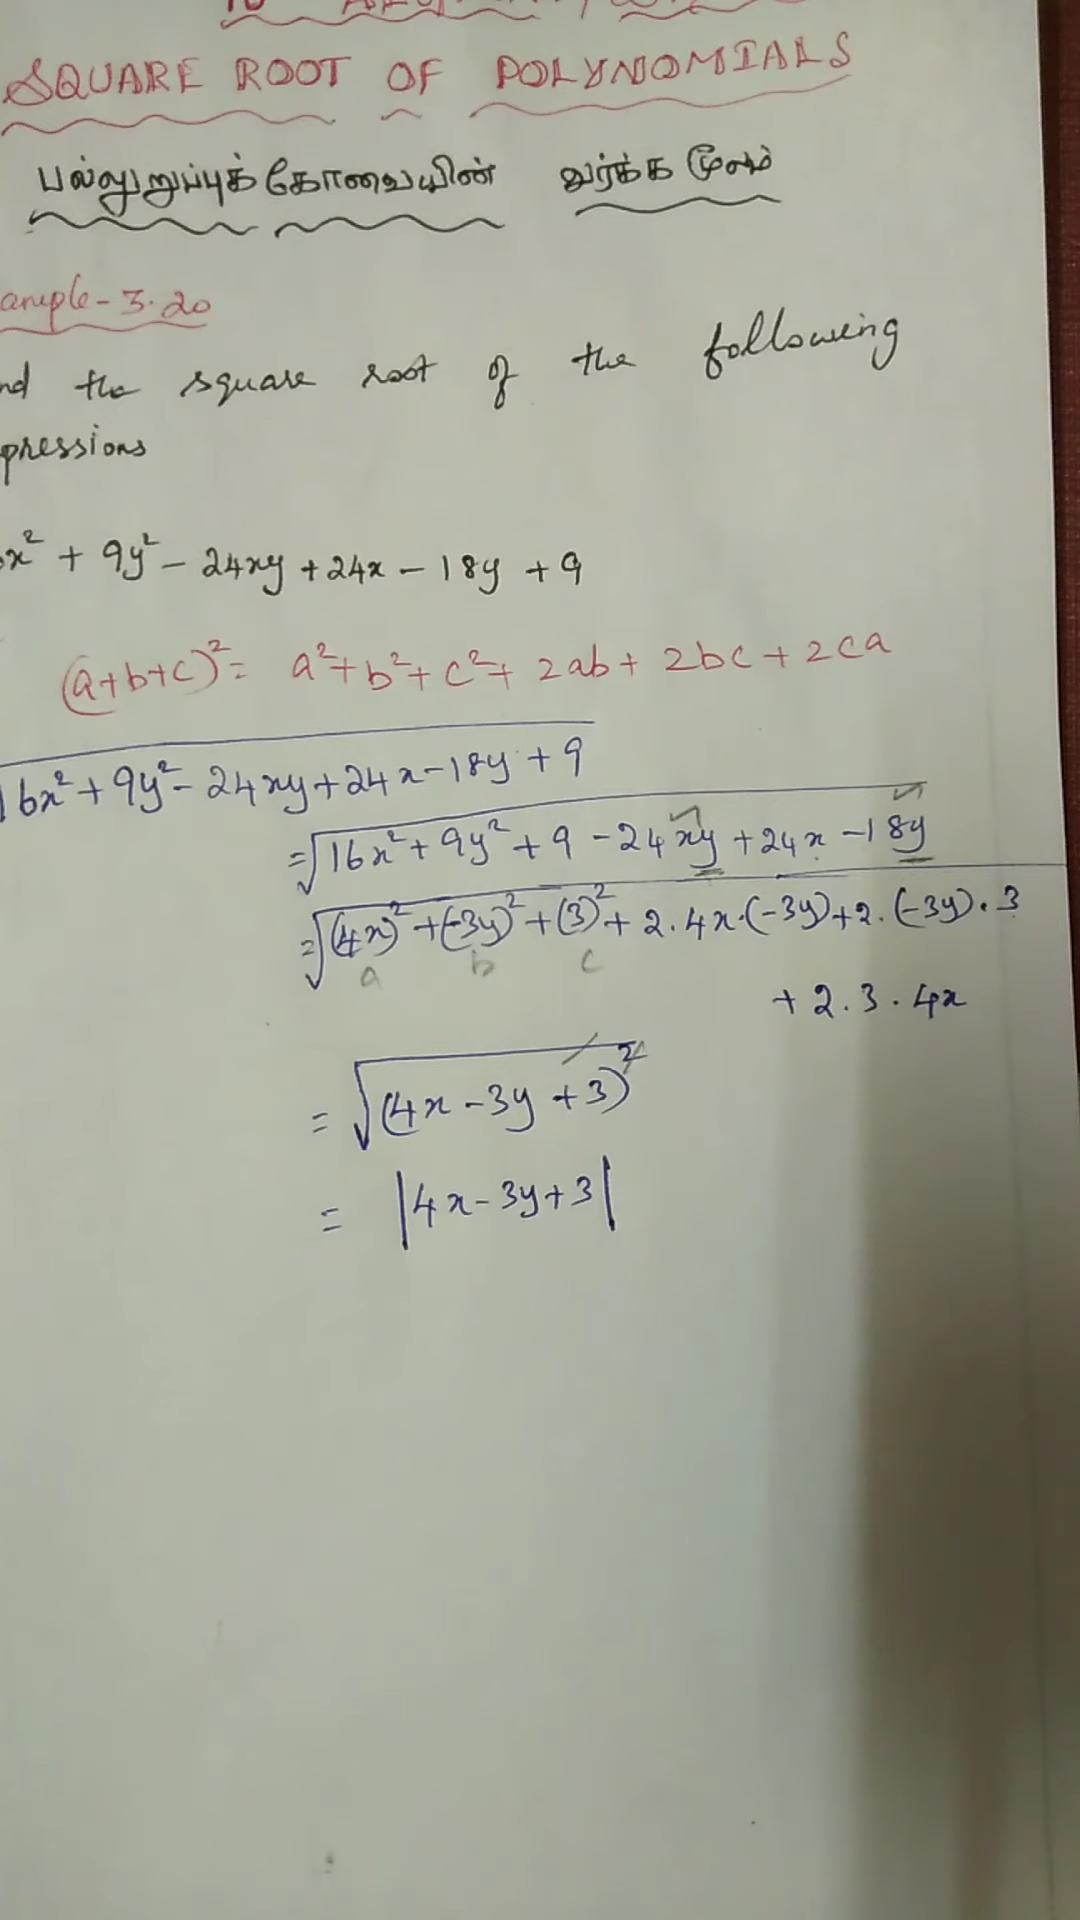 SQUARE ROOT OF POLYNOMIALS
பல்லுறுப்புக்கோவையின் வர்க்க மூலம்
ample-3.20
nd the square root of the following
pressions
x² + 9y² - 24xy + 24x - 18y + 9
(a+b+c)² = a²+b²+c²+ 2ab+ 2bc+2ca
16x²+9y²-24xy+24x-18y+9
=√16x²+9y²+9-24xy+24x-18y
=√(4x)²+(-3y)²+(3)²+2.4x.(-3y)+2.(-3y).3
a b c
+2.3.4x
= √(4x-3y+3)²
= |4x-3y+3|